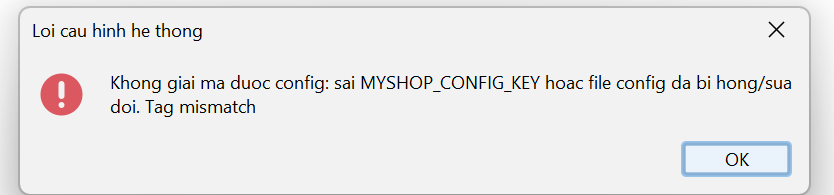 Loi cau hinh he thong
Khong giai ma duoc config: sai MYSHOP_CONFIG_KEY hoac file config da bi hong/sua
doi. Tag mismatch
OK